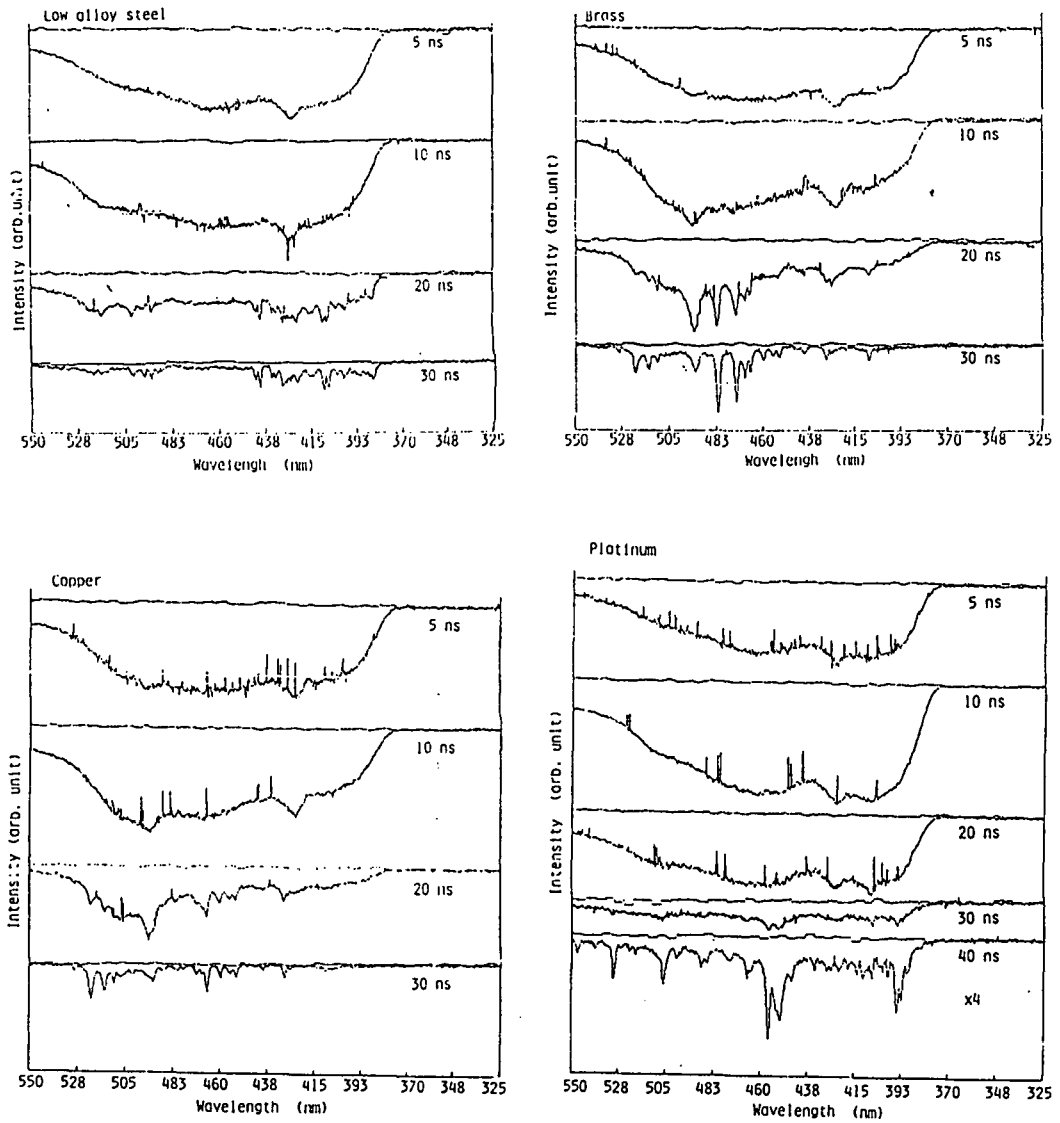 Low alloy steel
5 ns
10 ns
20 ns
30 ns
Intensity (arb.unit)
550 528 505 483 460 438 415 393 370 348 325
Wavelengh (nm)
Brass
5 ns
10 ns
20 ns
30 ns
Intensity (arb.unit)
550 528 505 483 460 438 415 393 370 348 325
Wavelengh (nm)
Copper
5 ns
10 ns
20 ns
30 ns
Intensity (arb. unit)
550 528 505 483 460 438 415 393 370 348 325
Wavelength (nm)
Platinum
5 ns
10 ns
20 ns
30 ns
40 ns
x4
Intensity (arb. unit)
550 528 505 483 460 438 415 393 370 348 325
Wavelength (nm)